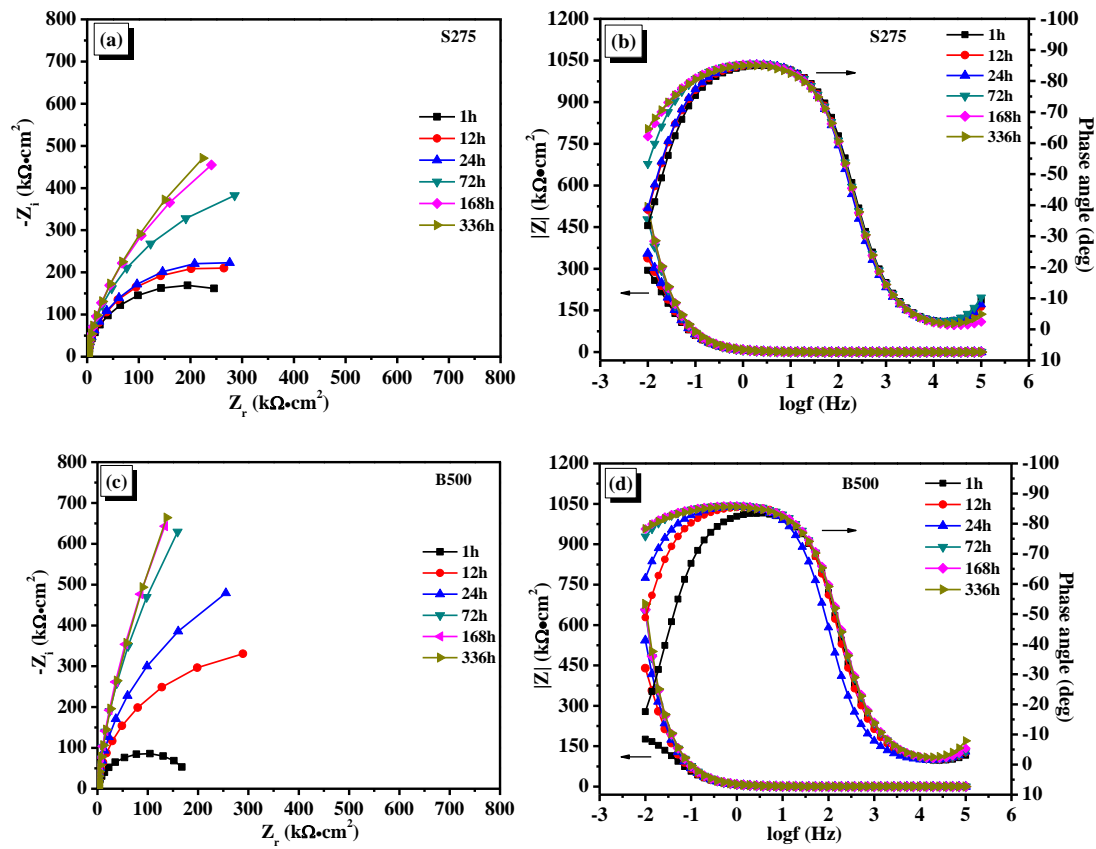 (a)
S275
800
700
600
500
400
300
200
100
0
-Zi (kΩ•cm2)
1h
12h
24h
72h
168h
336h
0 100 200 300 400 500 600 700 800
Zr (kΩ•cm2)
(b)
S275
1200
1050
900
750
600
450
300
150
0
|Z| (kΩ•cm2)
1h
12h
24h
72h
168h
336h
-100
-90
-80
-70
-60
-50
-40
-30
-20
-10
0
10
Phase angle (deg)
-3 -2 -1 0 1 2 3 4 5 6
logf (Hz)
(c)
B500
800
700
600
500
400
300
200
100
0
-Zi (kΩ•cm2)
1h
12h
24h
72h
168h
336h
0 100 200 300 400 500 600 700 800
Zr (kΩ•cm2)
(d)
B500
1200
1050
900
750
600
450
300
150
0
|Z| (kΩ•cm2)
1h
12h
24h
72h
168h
336h
-100
-90
-80
-70
-60
-50
-40
-30
-20
-10
0
10
Phase angle (deg)
-3 -2 -1 0 1 2 3 4 5 6
logf (Hz)